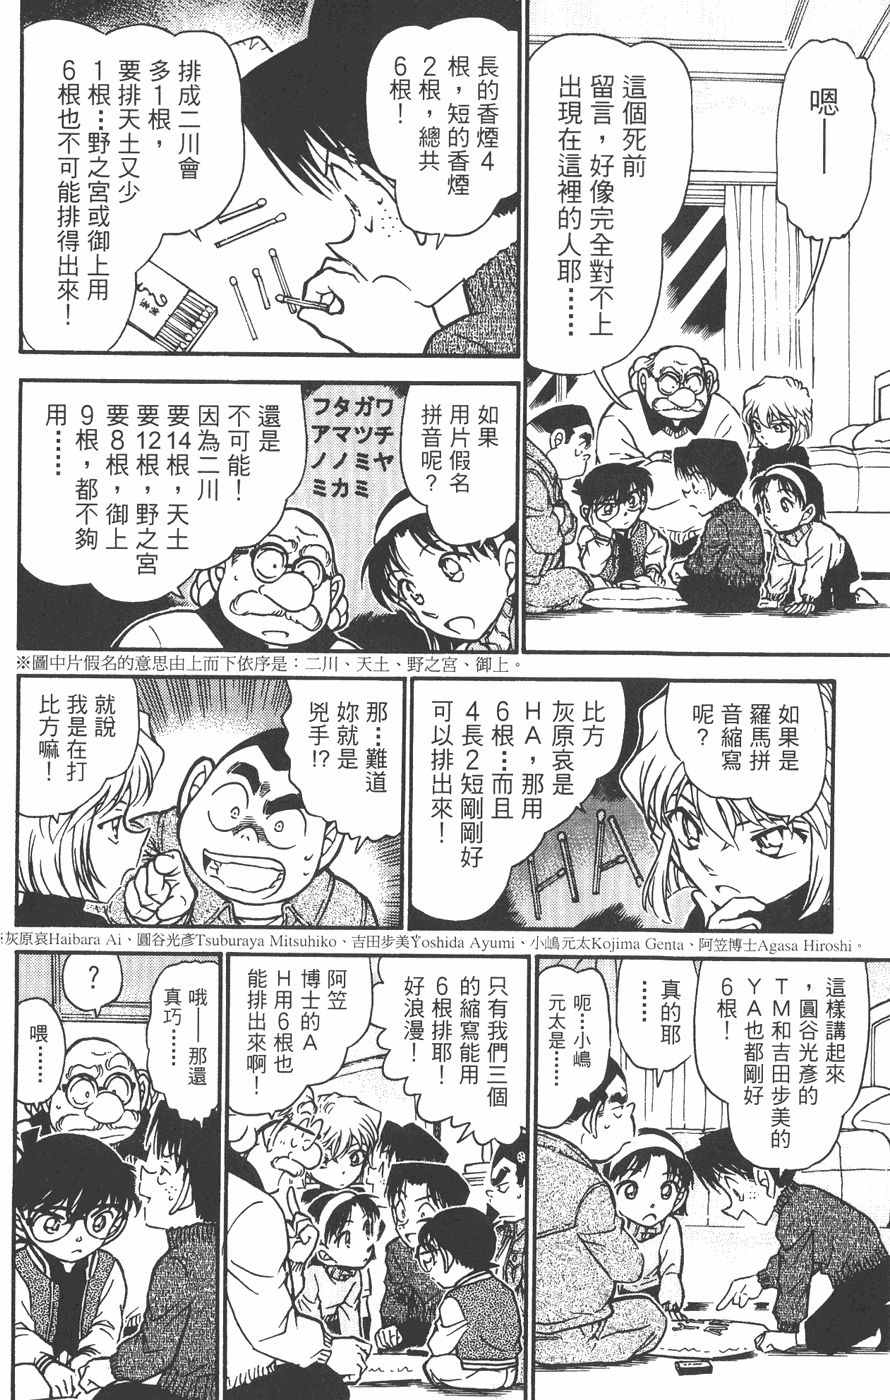 嗯——
這個死前
留言，好像完全對不上
出現在這裡的人耶……
長的香煙4
根，短的香煙
2根，總共
6根！
排成二川會
多1根，
要排天土又少
1根…野之宮或御上用
6根也不可能排得出來！
如果
用片假名
拼音呢？
フタガワ
アマツチ
ノノミヤ
ミカミ
還是
不可能！
因為二川
要14根，天土
要12根，野之宮
要8根，御上
9根，都不夠
用……
※圖中片假名的意思由上而下依序是：二川、天土、野之宮、御上。
如果是
羅馬拼
音縮寫
呢？
比方
灰原哀是
HA，那用
6根…而且
4長2短剛剛好
可以排出來！
HA
那…難道
妳就是
兇手!?
就說
我是在打
比方嘛！
※灰原哀Haibara Ai、圓谷光彥Tsuburaya Mitsuhiko、吉田步美Yoshida Ayumi、小嶋元太Kojima Genta、阿笠博士Agasa Hiroshi。
這樣講起來
，圓谷光彥的
TM和吉田步美的
YA也都剛好
6根！
真的耶
呃…小嶋
元太是…
只有我們三個
的縮寫能用
6根排耶！
好浪漫！
阿笠
博士的A
H用6根也
能排出來啊！
哦——那還
真巧……
？
喂……